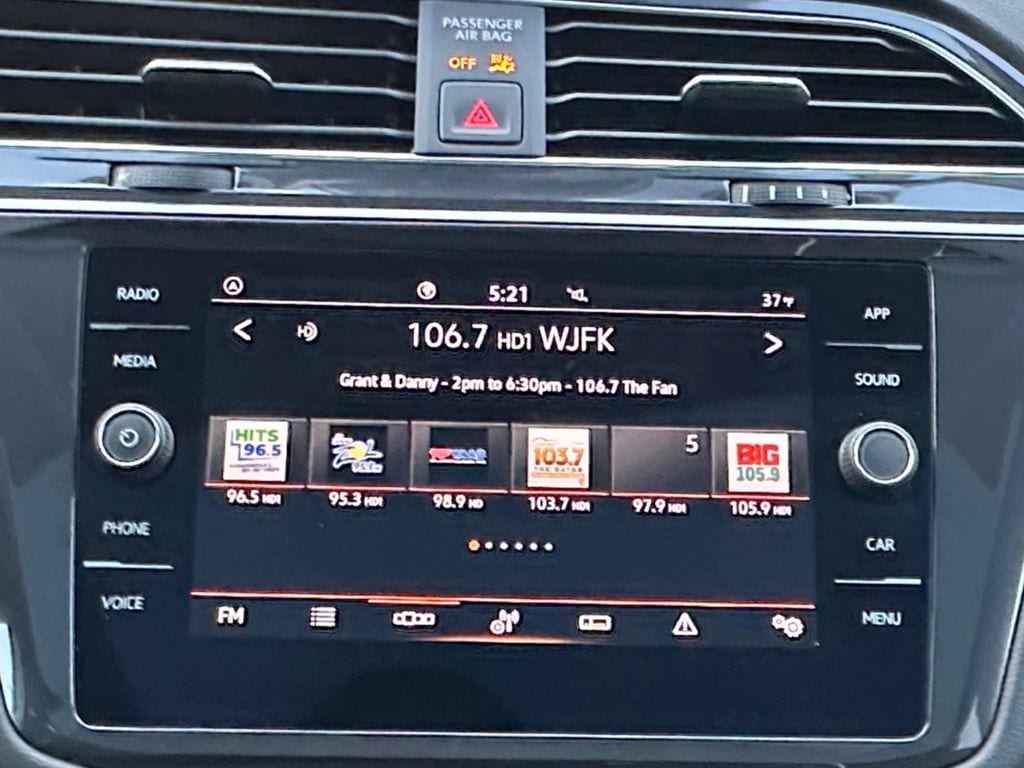 PASSENGER
AIR BAG
OFF
RADIO
MEDIA
PHONE
VOICE
5:21
37°F
106.7 HD1 WJFK
Grant & Danny - 2pm to 6:30pm - 106.7 The Fan
HITS
96.5
96.5 HD1
95.3 HD1
98.9 HD
103.7
THE GATOR
103.7 HD1
5
97.9 HD1
BIG
105.9
105.9 HD1
FM
APP
SOUND
CAR
MENU